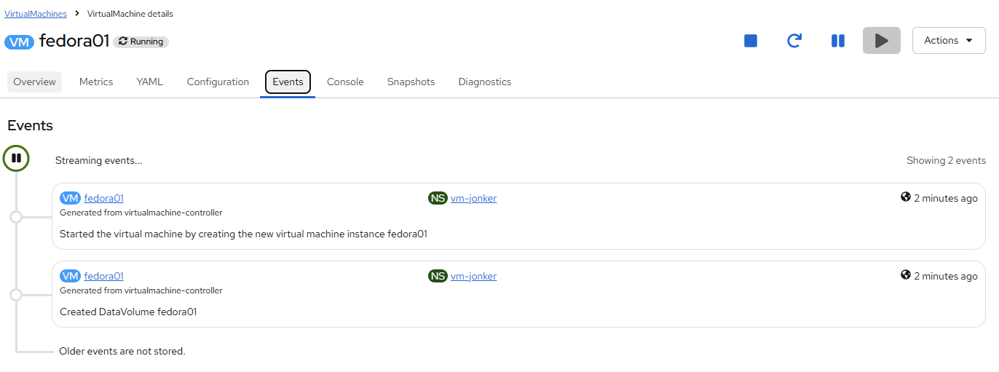 VirtualMachines > VirtualMachine details
VM fedora01 Running
Actions
Overview Metrics YAML Configuration Events Console Snapshots Diagnostics
Events
Streaming events... Showing 2 events
VM fedora01 NS vm-jonker 2 minutes ago
Generated from virtualmachine-controller
Started the virtual machine by creating the new virtual machine instance fedora01
VM fedora01 NS vm-jonker 2 minutes ago
Generated from virtualmachine-controller
Created DataVolume fedora01
Older events are not stored.